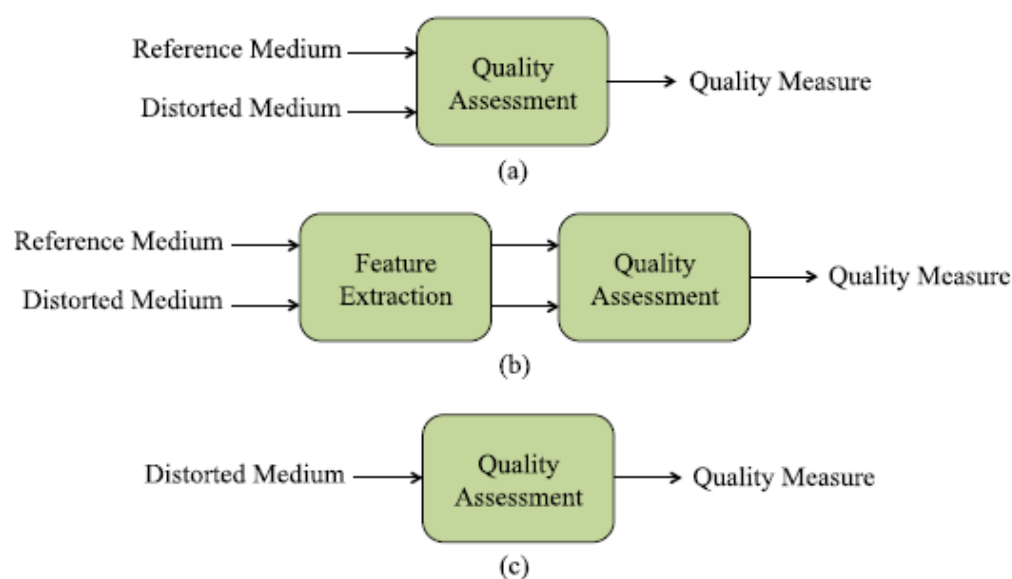 Reference Medium
Distorted Medium
Quality
Assessment
Quality Measure
(a)
Reference Medium
Distorted Medium
Feature
Extraction
Quality
Assessment
Quality Measure
(b)
Distorted Medium
Quality
Assessment
Quality Measure
(c)